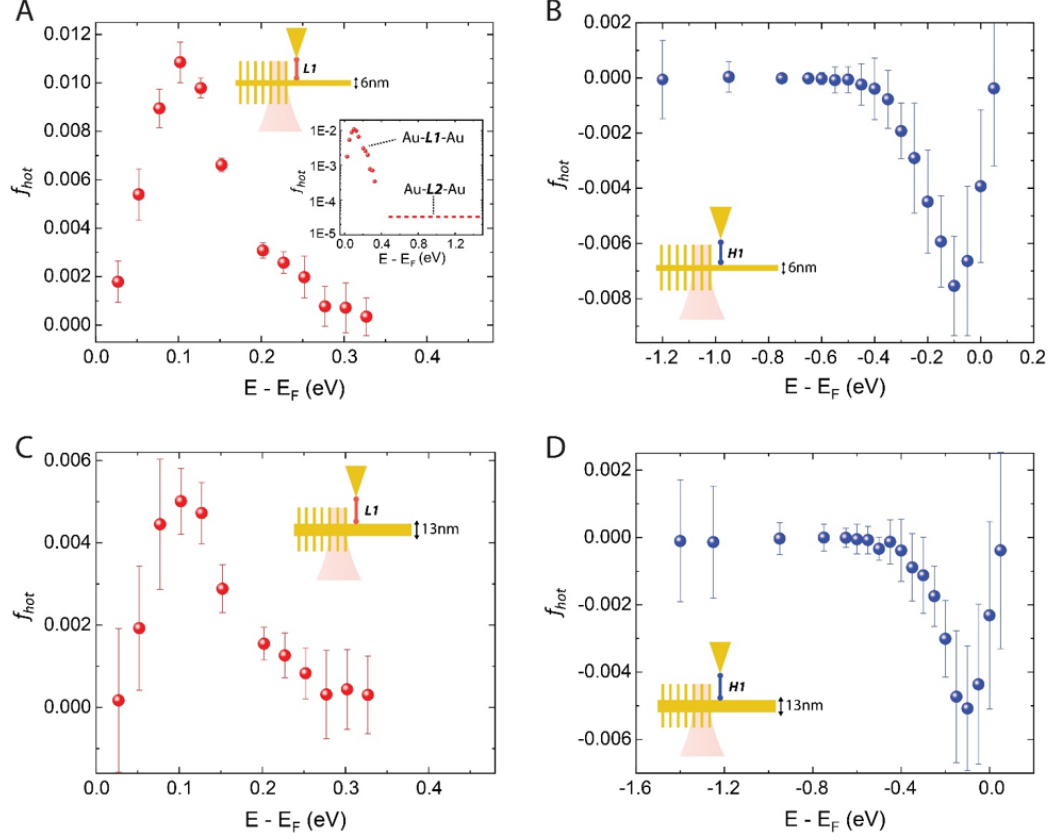 A
0.012
0.010
0.008
0.006
0.004
0.002
0.000
f_hot
0.0
0.1
0.2
0.3
0.4
E - E_F (eV)
L1
6nm
1E-2
1E-3
1E-4
1E-5
f_hot
Au-L1-Au
Au-L2-Au
0.0
0.4
0.8
1.2
E - E_F (eV)
B
0.002
0.000
-0.002
-0.004
-0.006
-0.008
f_hot
-1.2
-1.0
-0.8
-0.6
-0.4
-0.2
0.0
0.2
E - E_F (eV)
H1
6nm
C
0.006
0.004
0.002
0.000
f_hot
0.0
0.1
0.2
0.3
0.4
E - E_F (eV)
L1
13nm
D
0.002
0.000
-0.002
-0.004
-0.006
f_hot
-1.6
-1.2
-0.8
-0.4
0.0
E - E_F (eV)
H1
13nm